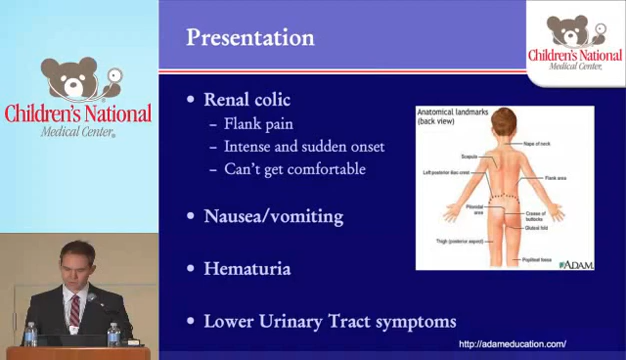 Children's National
Medical Center®
Presentation
Children's National
Medical Center.
• Renal colic
– Flank pain
– Intense and sudden onset
– Can't get comfortable
• Nausea/vomiting
• Hematuria
• Lower Urinary Tract symptoms
Anatomical landmarks
(back view)
Nape of neck
Scapula
Left posterior iliac crest
Flank area
Pilonidal
area
Crease of
buttocks
Gluteal fold
Thigh (posterior aspect)
Popliteal fossa
ADAM.
http://adameducation.com/